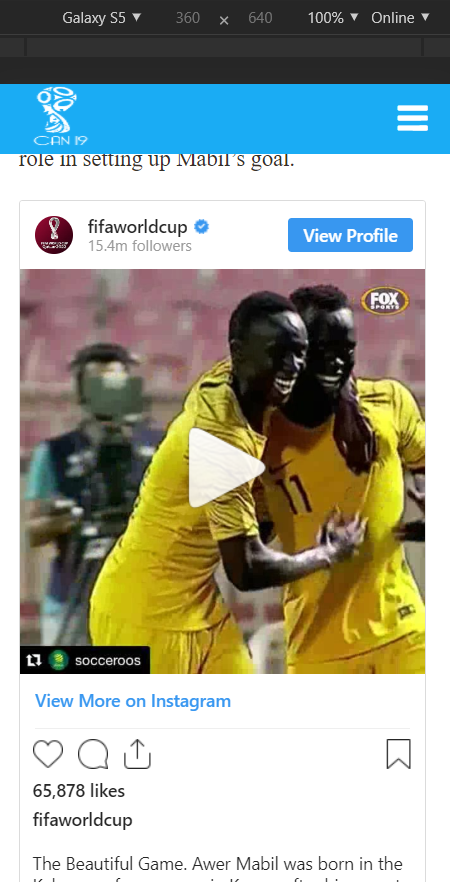 Galaxy S5 ▼ 360 × 640 100% ▼ Online ▼
CAN 19
role in setting up Mabil's goal.
fifaworldcup
15.4m followers
View Profile
FOX
SPORTS
11
socceroos
View More on Instagram
65,878 likes
fifaworldcup
The Beautiful Game. Awer Mabil was born in the